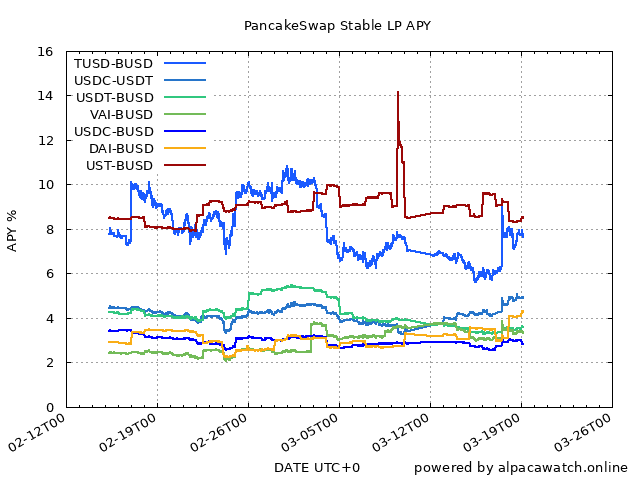 PancakeSwap Stable LP APY
TUSD-BUSD
USDC-USDT
USDT-BUSD
VAI-BUSD
USDC-BUSD
DAI-BUSD
UST-BUSD
APY %
16
14
12
10
8
6
4
2
0
02-12T00
02-19T00
02-26T00
03-05T00
03-12T00
03-19T00
03-26T00
DATE UTC+0
powered by alpacawatch.online